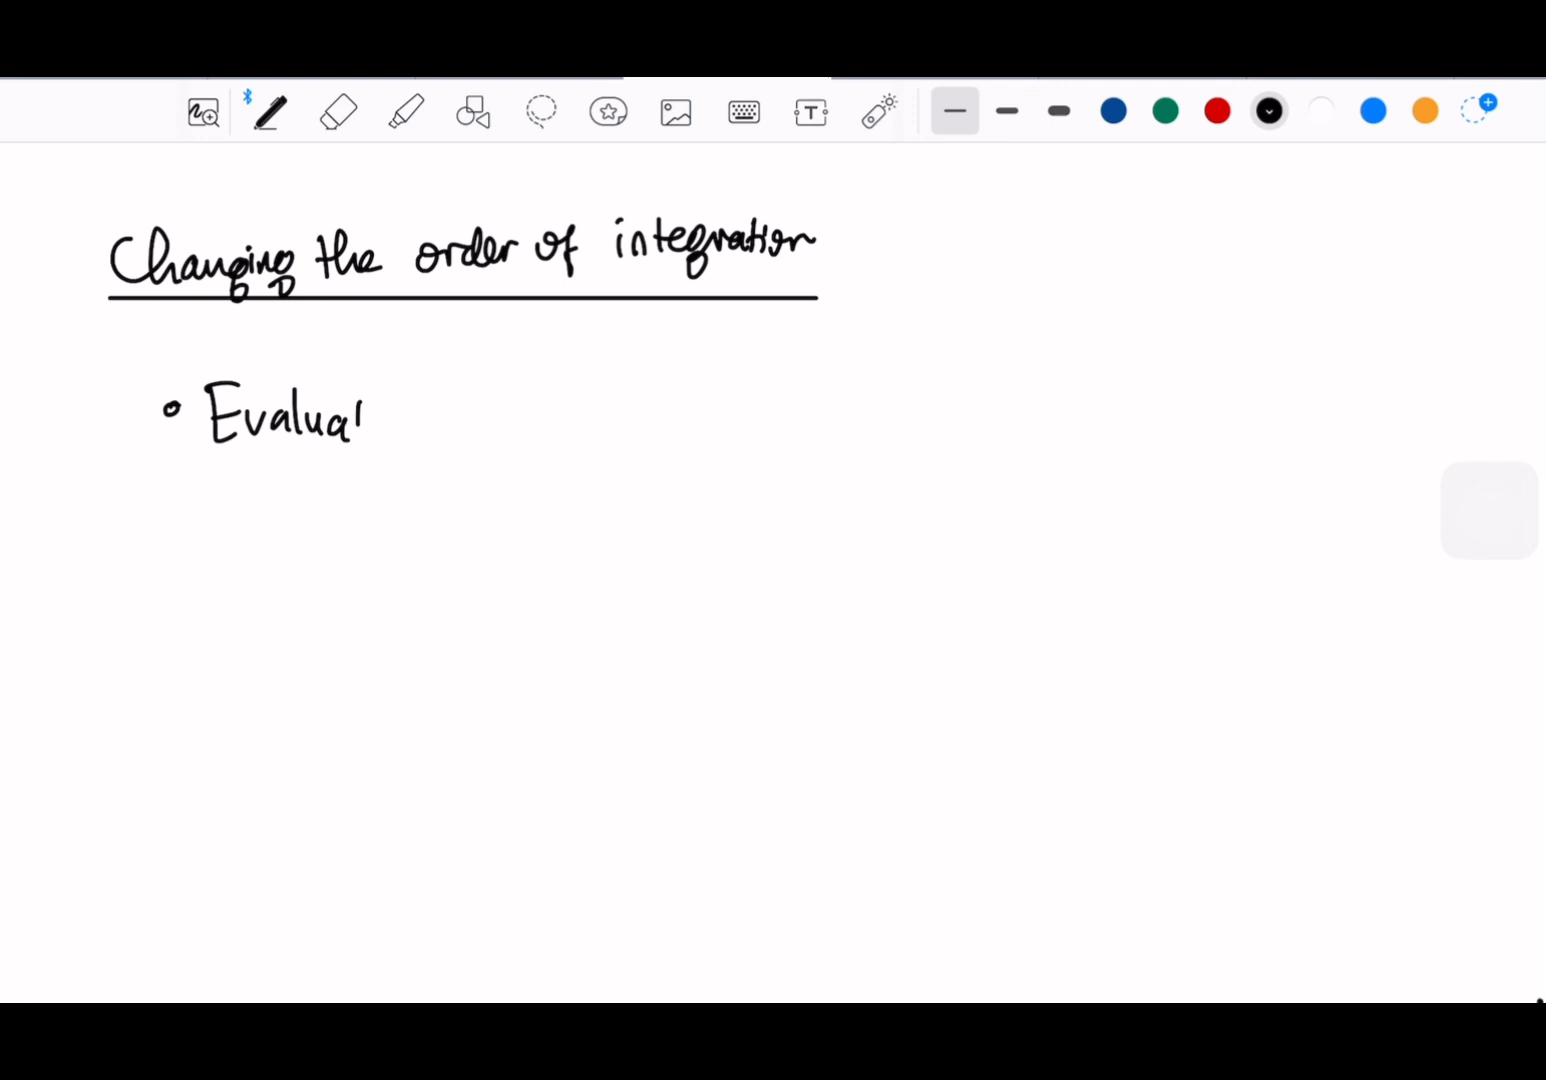 Changing the order of integration
• Evalua